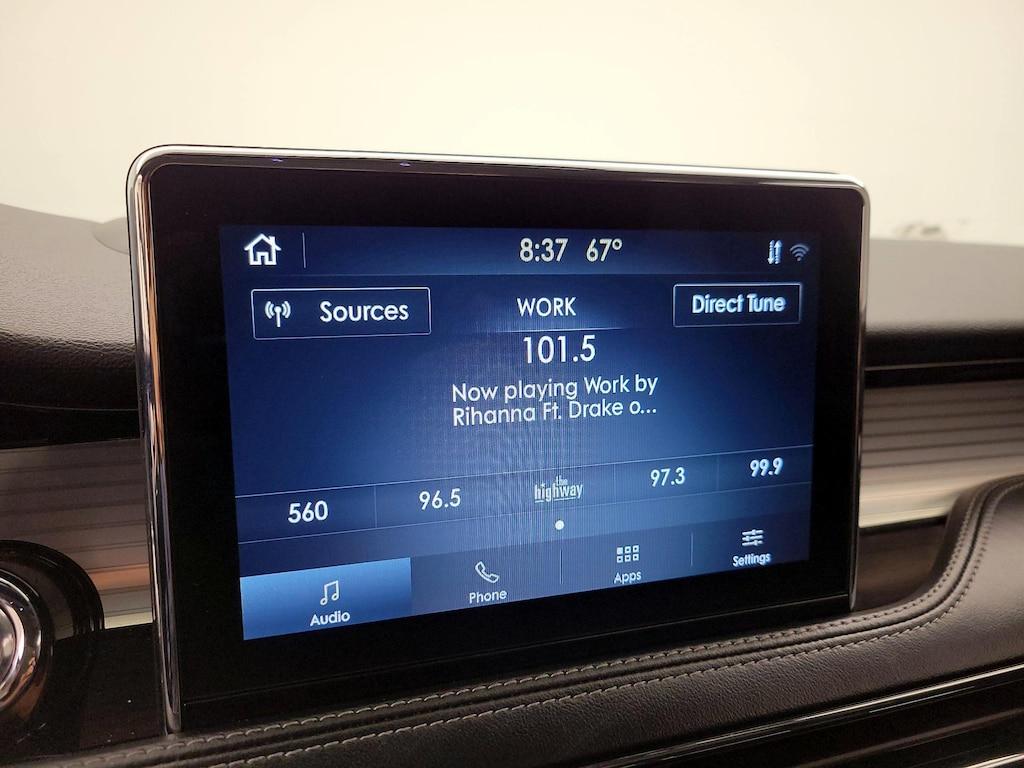 8:37 67°
Sources
WORK
Direct Tune
101.5
Now playing Work by
Rihanna Ft. Drake o...
560
96.5
the
highway
97.3
99.9
Audio
Phone
Apps
Settings